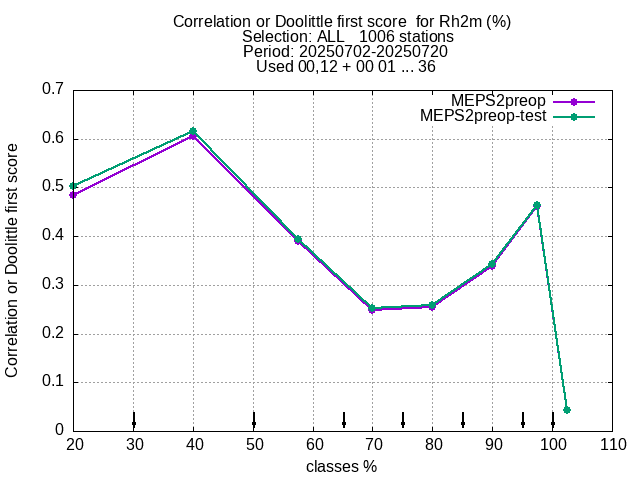 Correlation or Doolittle first score  for Rh2m (%)
Selection: ALL   1006 stations
Period: 20250702-20250720
Used 00,12 + 00 01 ... 36
MEPS2preop
MEPS2preop-test
Correlation or Doolittle first score
0.7
0.6
0.5
0.4
0.3
0.2
0.1
0
20 30 40 50 60 70 80 90 100 110
classes %